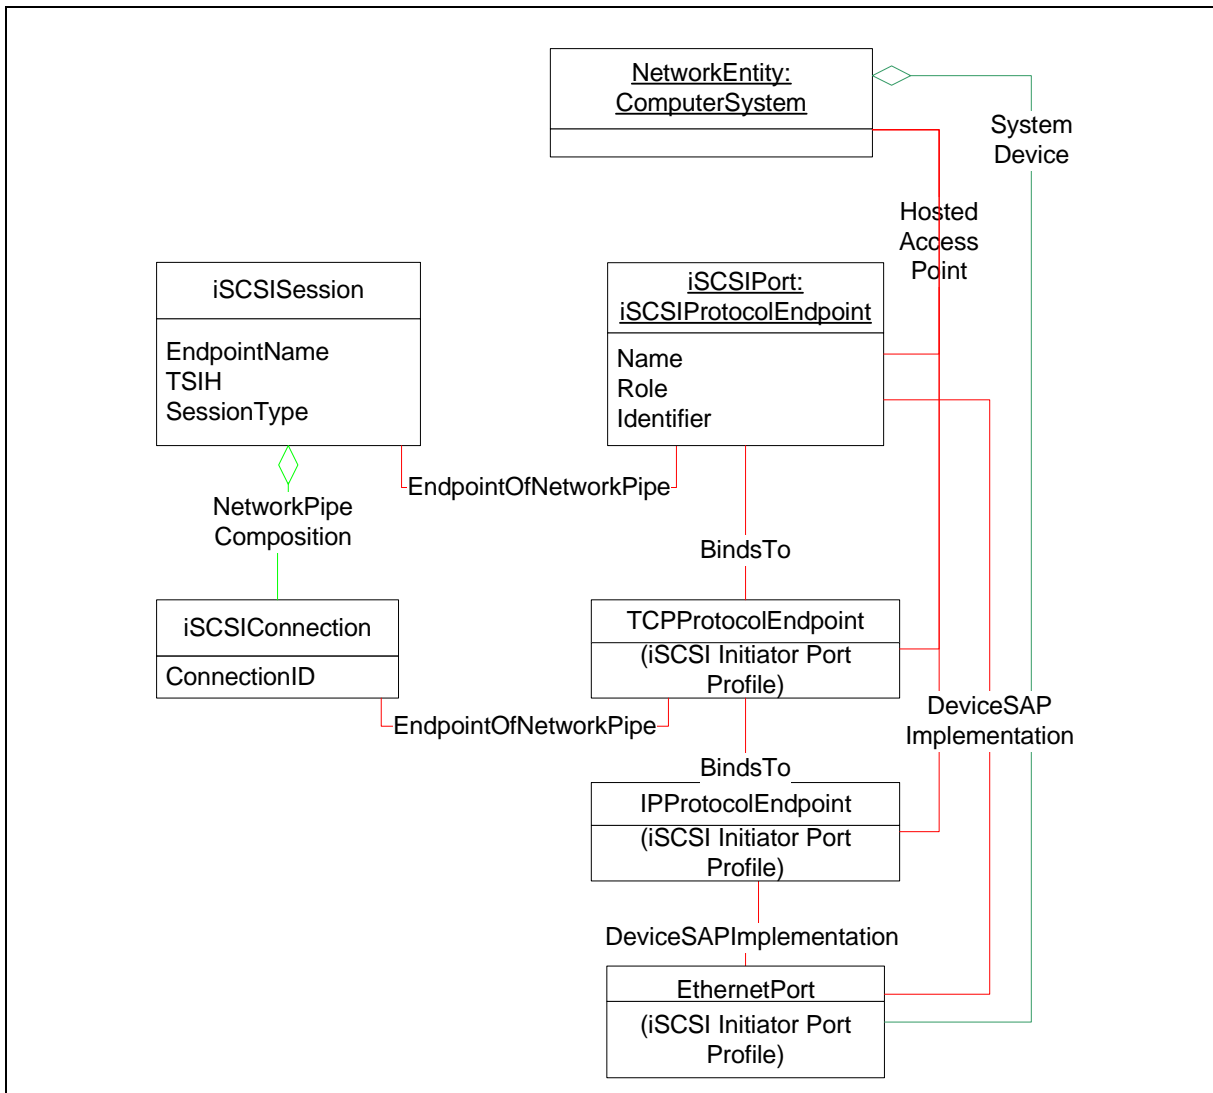 NetworkEntity:
ComputerSystem
System
Device
Hosted
Access
Point
iSCSISession
EndpointName
TSIH
SessionType
iSCSIPort:
iSCSIProtocolEndpoint
Name
Role
Identifier
EndpointOfNetworkPipe
NetworkPipe
Composition
BindsTo
iSCSIConnection
ConnectionID
TCPProtocolEndpoint
(iSCSI Initiator Port
Profile)
EndpointOfNetworkPipe
DeviceSAP
Implementation
BindsTo
IPProtocolEndpoint
(iSCSI Initiator Port
Profile)
DeviceSAPImplementation
EthernetPort
(iSCSI Initiator Port
Profile)